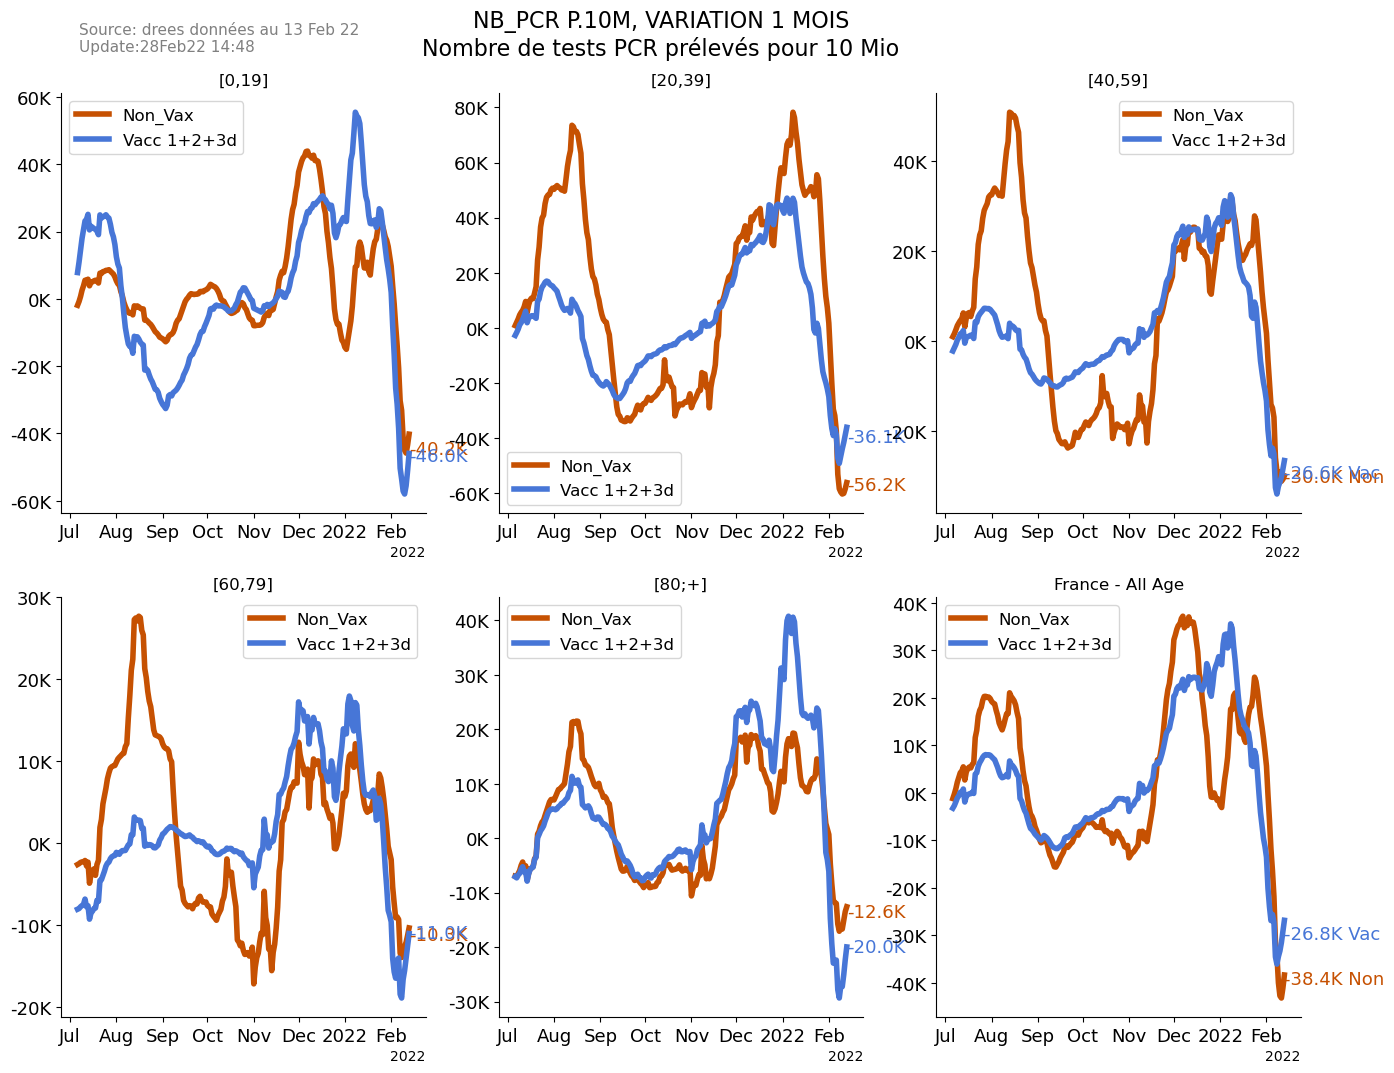 Source: drees données au 13 Feb 22
Update:28Feb22 14:48
NB_PCR P.10M, VARIATION 1 MOIS
Nombre de tests PCR prélevés pour 10 Mio
[0,19]
60K
40K
20K
0K
-20K
-40K
-60K
Non_Vax
Vacc 1+2+3d
-40.2K
-46.0K
Jul Aug Sep Oct Nov Dec 2022 Feb
2022
[20,39]
80K
60K
40K
20K
0K
-20K
-40K
-60K
Non_Vax
Vacc 1+2+3d
-36.1K
-56.2K
Jul Aug Sep Oct Nov Dec 2022 Feb
2022
[40,59]
40K
20K
0K
-20K
Non_Vax
Vacc 1+2+3d
-26.6K Vac
-30.0K Non
Jul Aug Sep Oct Nov Dec 2022 Feb
2022
[60,79]
30K
20K
10K
0K
-10K
-20K
Non_Vax
Vacc 1+2+3d
-11.0K
-10.3K
Jul Aug Sep Oct Nov Dec 2022 Feb
2022
[80;+]
40K
30K
20K
10K
0K
-10K
-20K
-30K
Non_Vax
Vacc 1+2+3d
-12.6K
-20.0K
Jul Aug Sep Oct Nov Dec 2022 Feb
2022
France - All Age
40K
30K
20K
10K
0K
-10K
-20K
-30K
-40K
Non_Vax
Vacc 1+2+3d
-26.8K Vac
-38.4K Non
Jul Aug Sep Oct Nov Dec 2022 Feb
2022